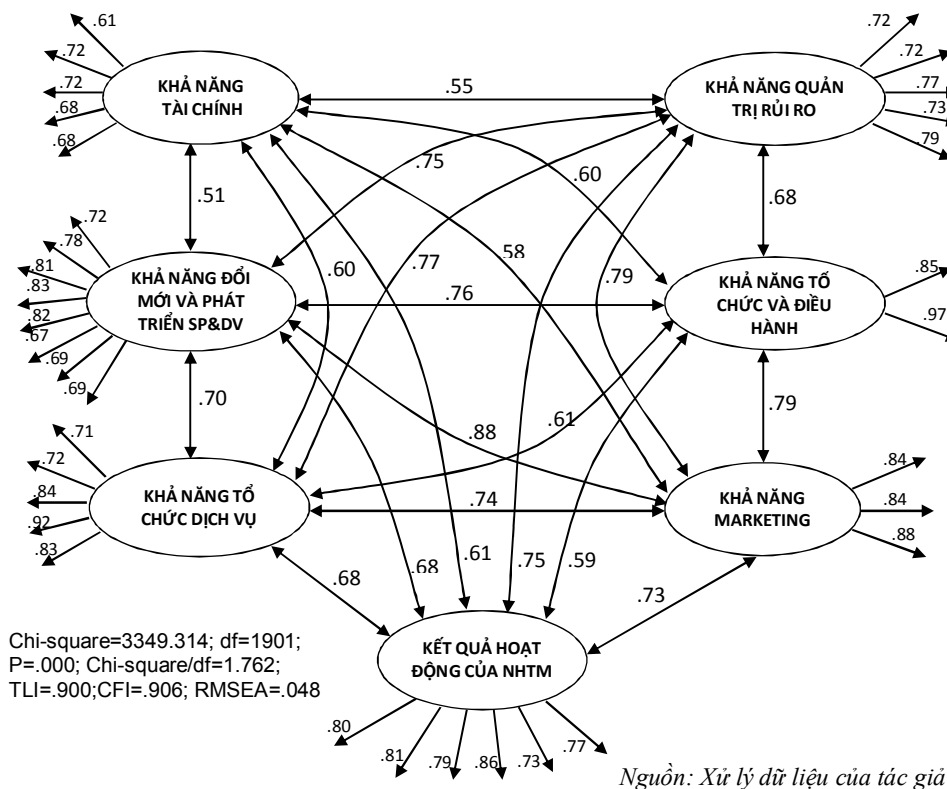 .61
.72
.72
.68
.68
KHẢ NĂNG
TÀI CHÍNH
.55
.72
.72
.77
.73
.79
KHẢ NĂNG QUẢN
TRỊ RỦI RO
.51
.75
.60
.68
.60
.77
.58
.79
.72
.78
.81
.83
.82
.67
.69
.69
KHẢ NĂNG ĐỔI
MỚI VÀ PHÁT
TRIỂN SP&DV
.76
KHẢ NĂNG TỔ
CHỨC VÀ ĐIỀU
HÀNH
.85
.97
.70
.88
.61
.79
.71
.72
.84
.92
.83
KHẢ NĂNG TỔ
CHỨC DỊCH VỤ
.74
KHẢ NĂNG
MARKETING
.84
.84
.88
.68
.68
.61
.75
.59
.73
KẾT QUẢ HOẠT
ĐỘNG CỦA NHTM
Chi-square=3349.314; df=1901;
P=.000; Chi-square/df=1.762;
TLI=.900;CFI=.906; RMSEA=.048
.80
.81
.79
.86
.73
.77
Nguồn: Xử lý dữ liệu của tác giả